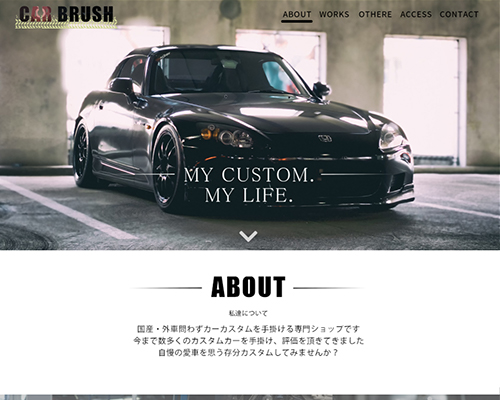 CAR BRUSH
ABOUT WORKS OTHERE ACCESS CONTACT
MY CUSTOM.
MY LIFE.
ABOUT
私達について
国産・外車問わずカーカスタムを手掛ける専門ショップです
今まで数多くのカスタムカーを手掛け、評価を頂きてきました
自慢の愛車を思う存分カスタムしてみませんか？